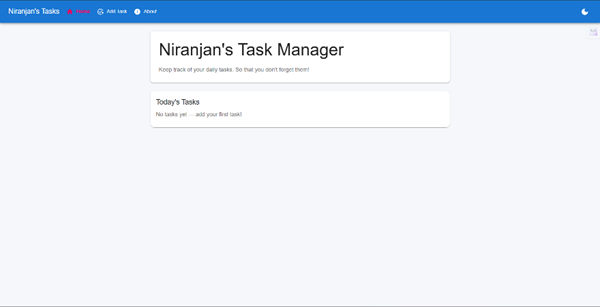 Niranjan's Tasks
Add Task
About
Niranjan's Task Manager
Keep track of your daily tasks. So that you don't forget them!
Today's Tasks
No tasks yet — add your first task!